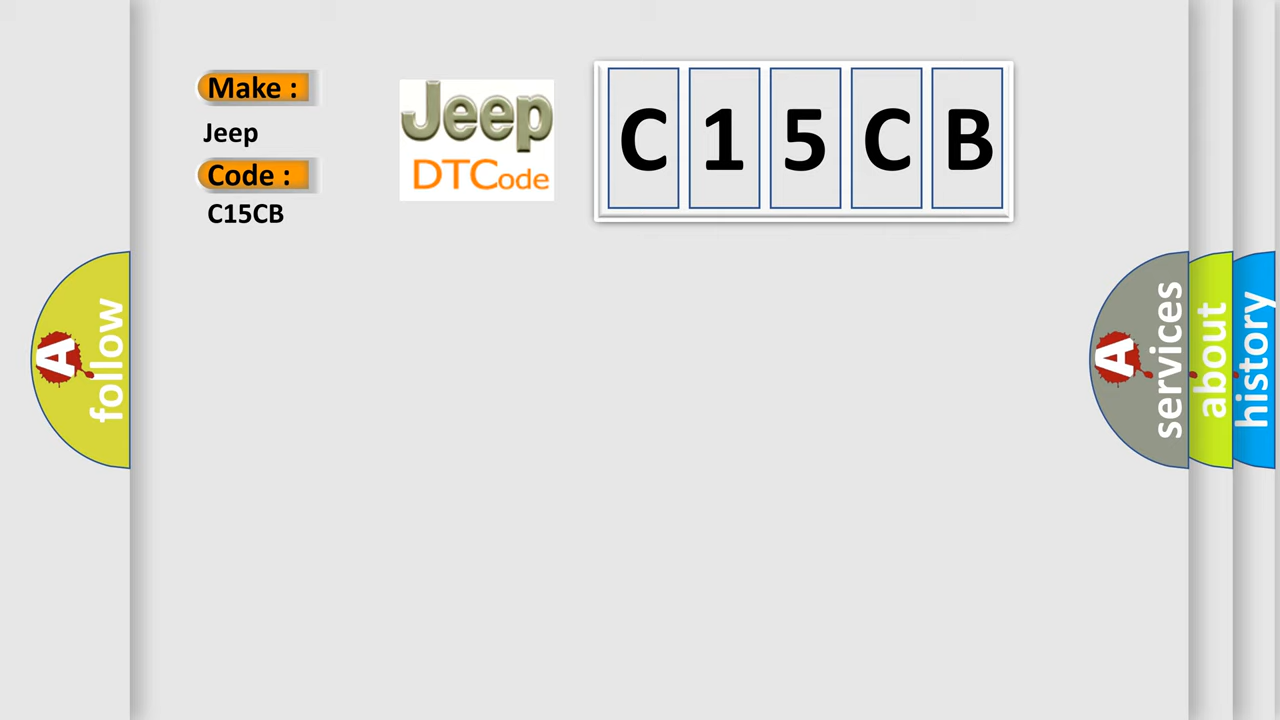 Make :
Jeep
Code :
C15CB
Jeep
DTCode
C 1 5 C B
A follow
A services
about
history